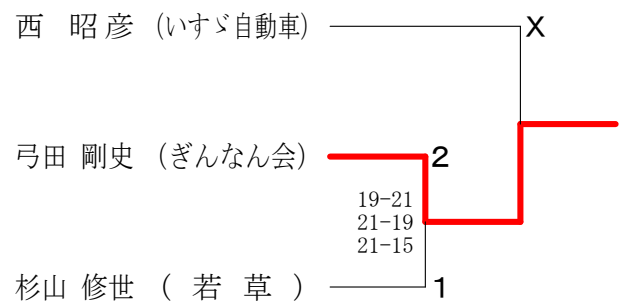 西 昭彦 (いすゞ自動車)
X
弓田 剛史 (ぎんなん会)
2
19-21
21-19
21-15
杉山 修世 (若草)
1